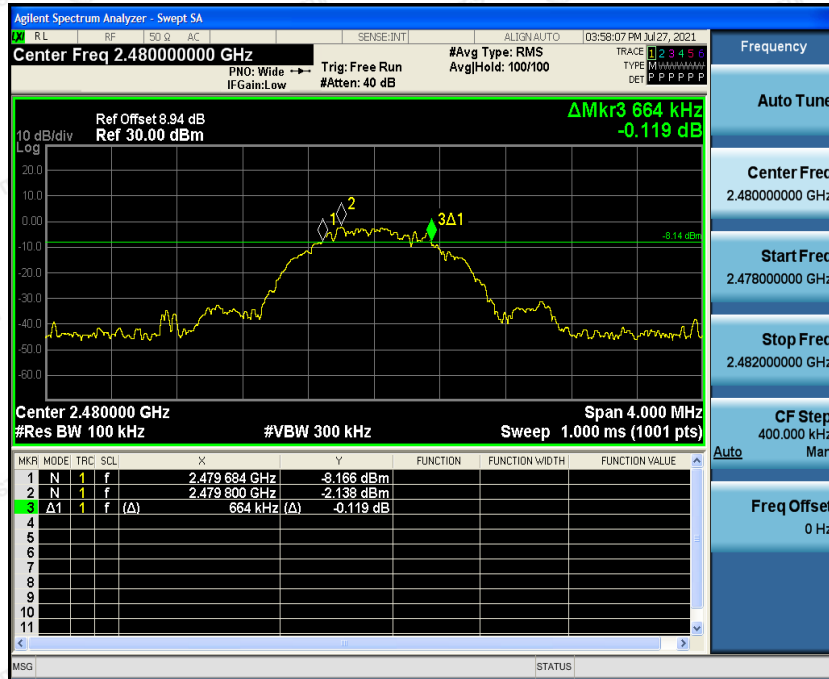 Agilent Spectrum Analyzer - Swept SA
LXI RL RF 50 Ω AC SENSE:INT ALIGN AUTO 03:58:07 PM Jul 27, 2021
Center Freq 2.480000000 GHz
PNO: Wide
IFGain:Low
Trig: Free Run
#Atten: 40 dB
#Avg Type: RMS
Avg|Hold: 100/100
TRACE 1 2 3 4 5 6
TYPE M WWWWW
DET P P P P P P
Frequency
Auto Tune
Center Freq
2.480000000 GHz
Start Freq
2.478000000 GHz
Stop Freq
2.482000000 GHz
CF Step
400.000 kHz
Auto Man
Freq Offset
0 Hz
ΔMkr3 664 kHz
-0.119 dB
Ref Offset 8.94 dB
10 dB/div Ref 30.00 dBm
Log
20.0
10.0
0.00
-10.0
-20.0
-30.0
-40.0
-50.0
-60.0
1
2
3Δ1
-8.14 dBm
Center 2.480000 GHz Span 4.000 MHz
#Res BW 100 kHz #VBW 300 kHz Sweep 1.000 ms (1001 pts)
MKR MODE TRC SCL X Y FUNCTION FUNCTION WIDTH FUNCTION VALUE
1 N 1 f 2.479 684 GHz -8.166 dBm
2 N 1 f 2.479 800 GHz -2.138 dBm
3 Δ1 1 f (Δ) 664 kHz (Δ) -0.119 dB
4
5
6
7
8
9
10
11
MSG STATUS